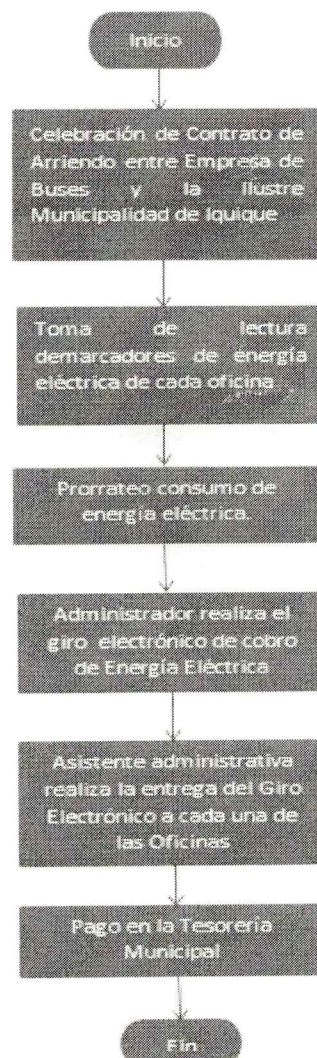 Inicio
Celebración de Contrato de
Arriendo entre Empresa de
Buses y la Ilustre
Municipalidad de Iquique
Toma de lectura
demarcadores de energía
eléctrica de cada oficina
Prorrateo consumo de
energía eléctrica.
Administrador realiza el
giro electrónico de cobro
de Energía Eléctrica
Asistente administrativa
realiza la entrega del Giro
Electrónico a cada una de
las Oficinas
Pago en la Tesorería
Municipal
Fin